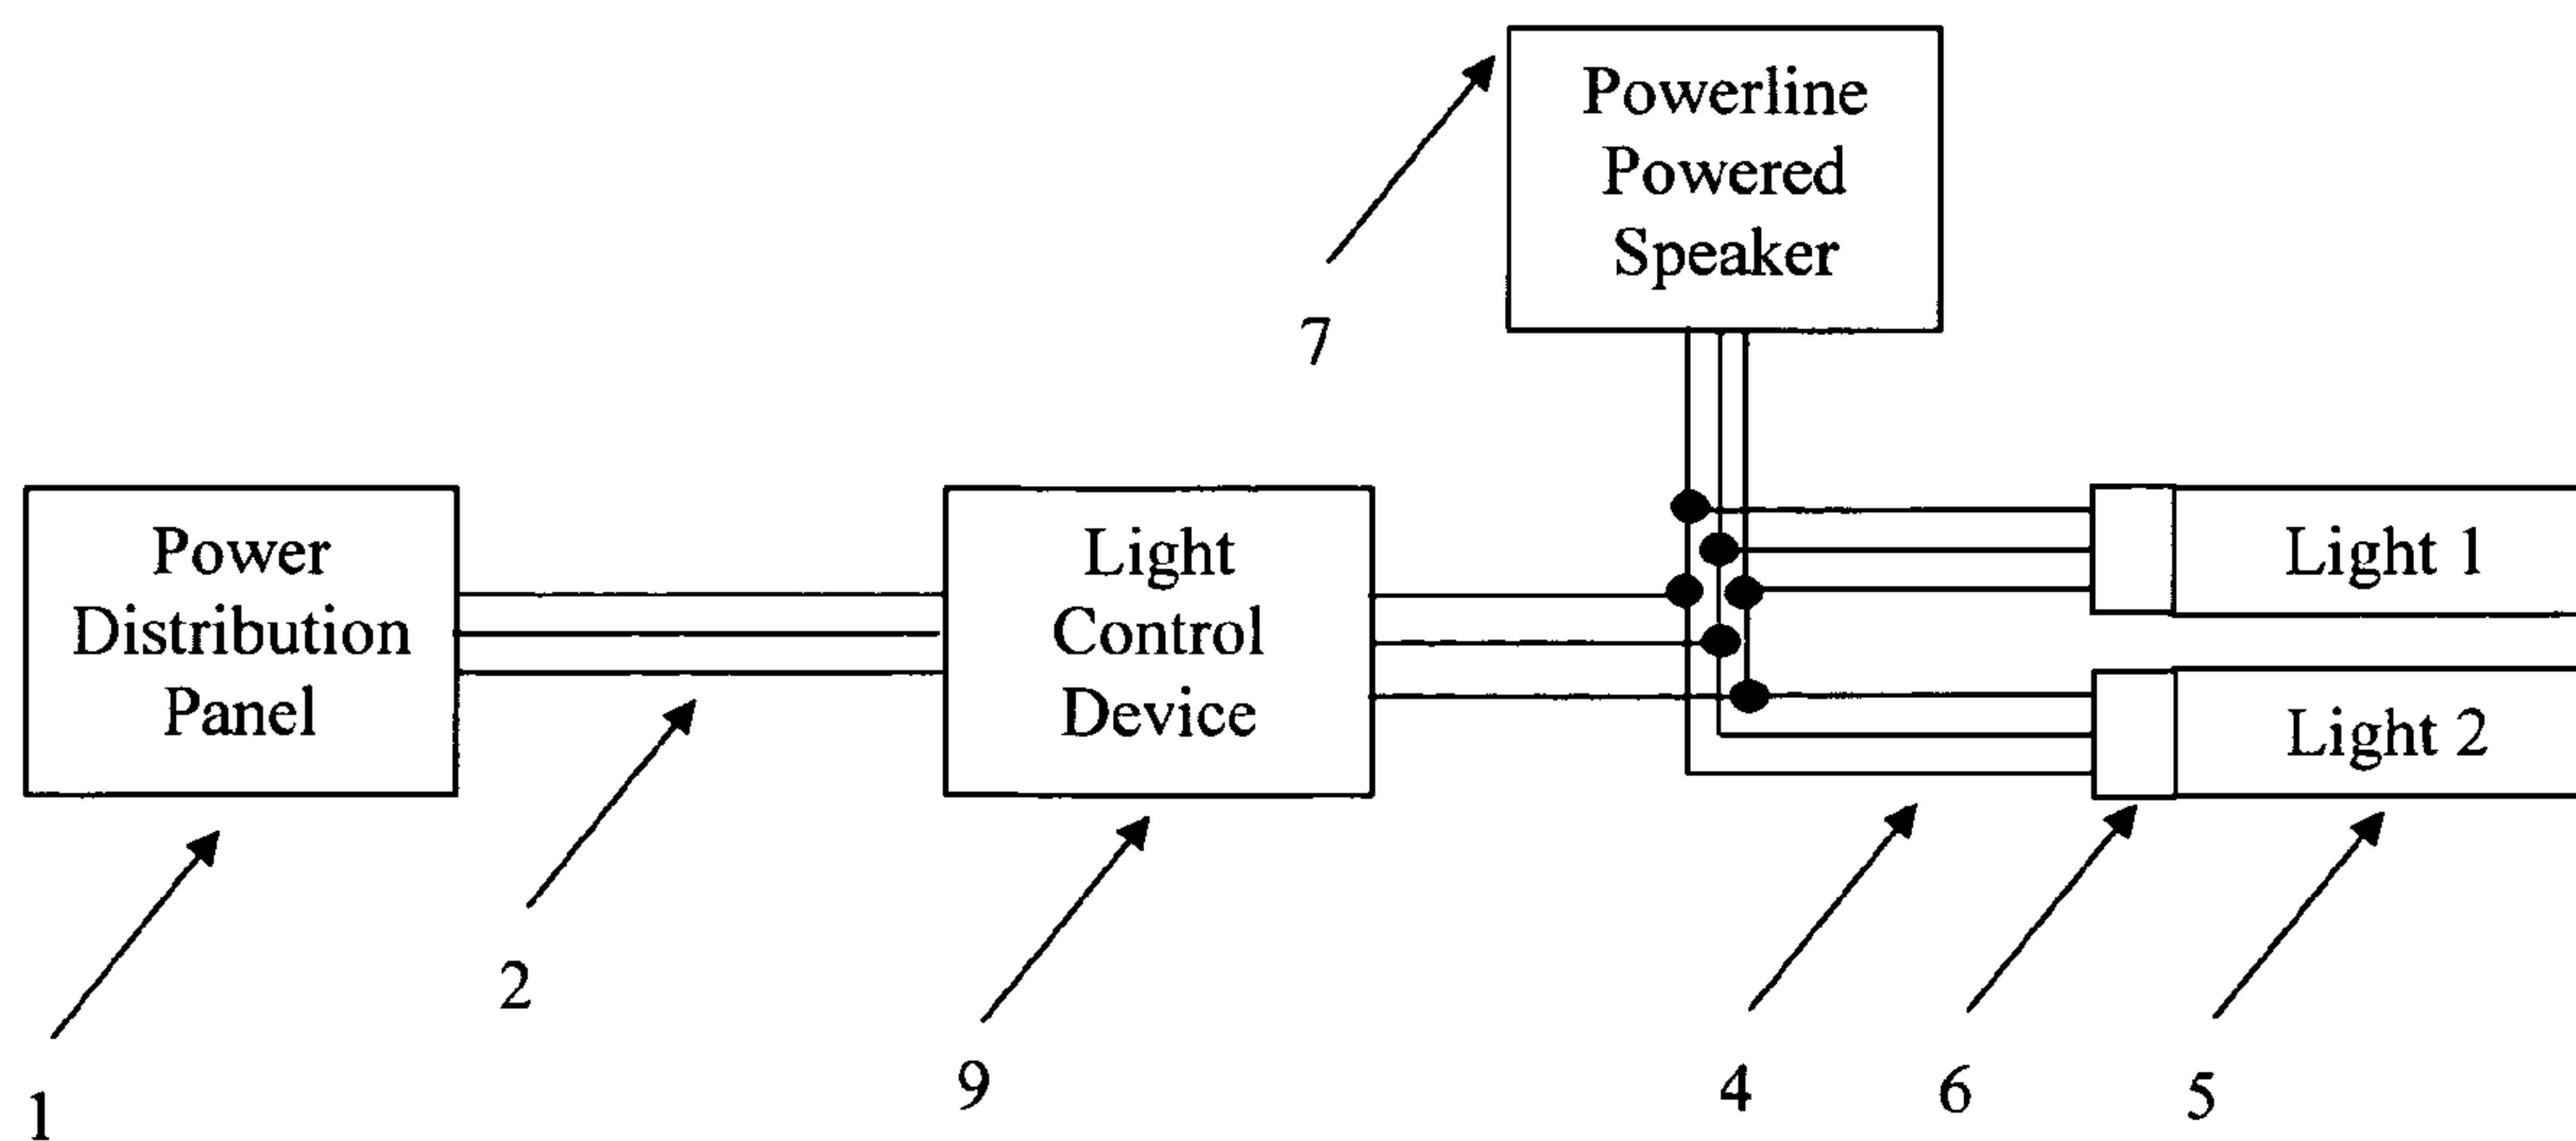 Powerline
Powered
Speaker
7
Power
Distribution
Panel
Light
Control
Device
Light 1
Light 2
1
2
9
4
6
5